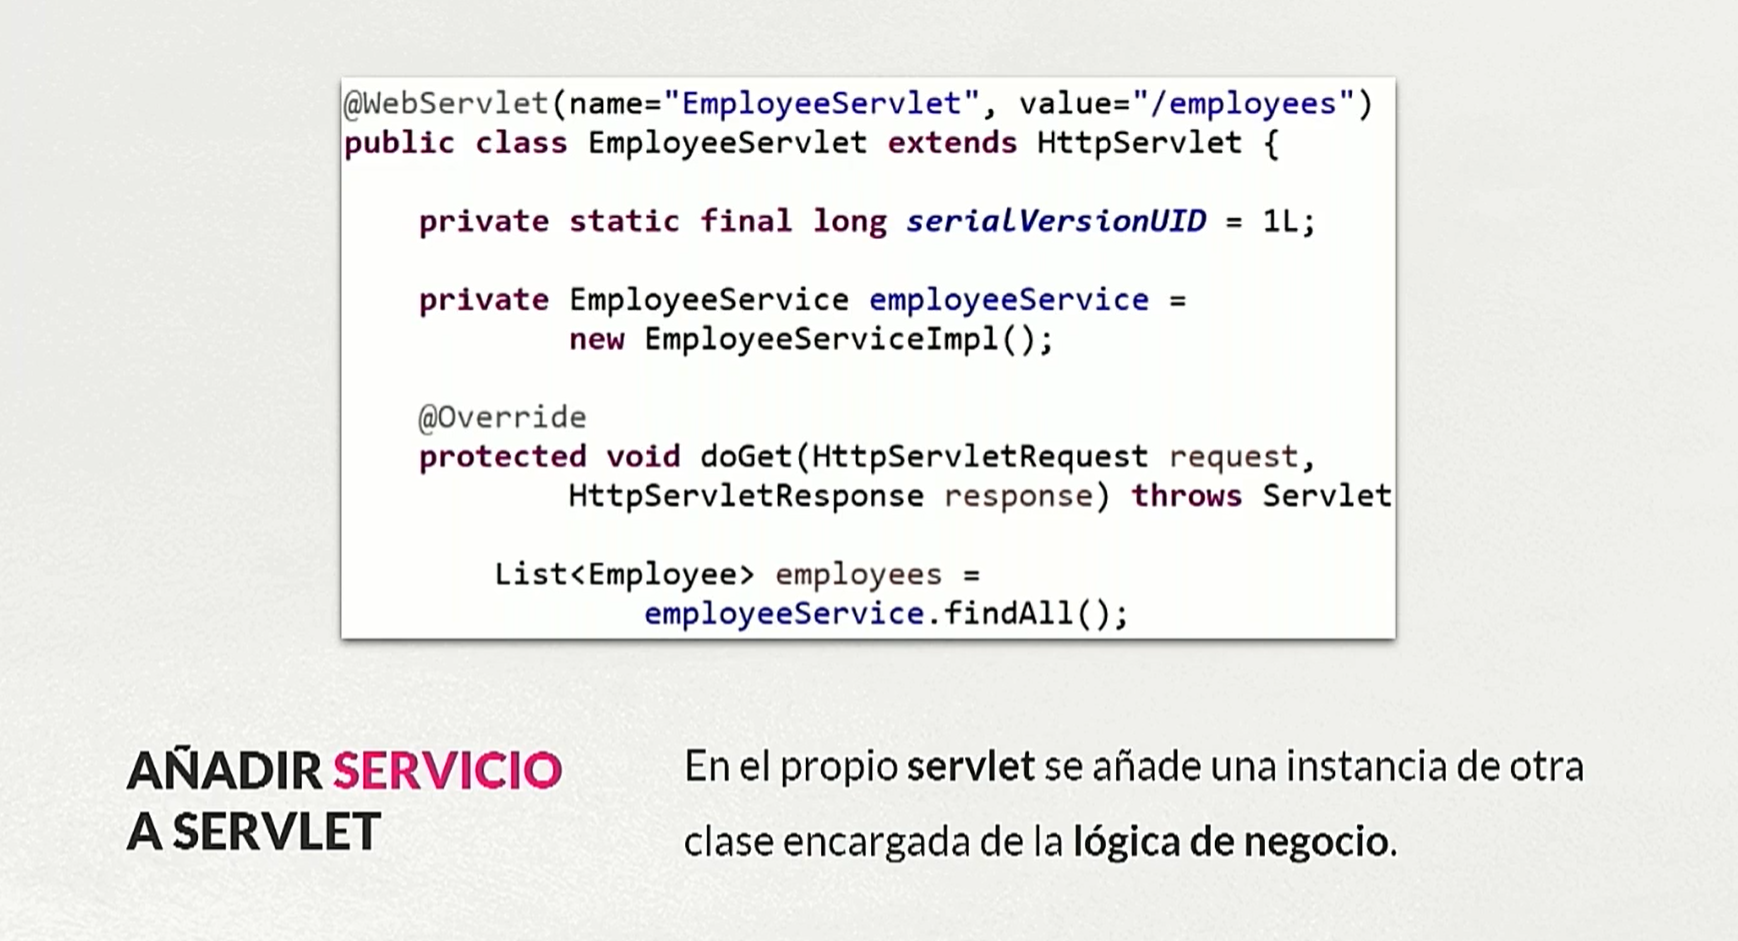 @WebServlet(name="EmployeeServlet", value="/employees")
public class EmployeeServlet extends HttpServlet {
private static final long serialVersionUID = 1L;
private EmployeeService employeeService =
new EmployeeServiceImpl();
@Override
protected void doGet(HttpServletRequest request,
HttpServletResponse response) throws Servlet
List<Employee> employees =
employeeService.findAll();
AÑADIR SERVICIO
A SERVLET
En el propio servlet se añade una instancia de otra
clase encargada de la lógica de negocio.